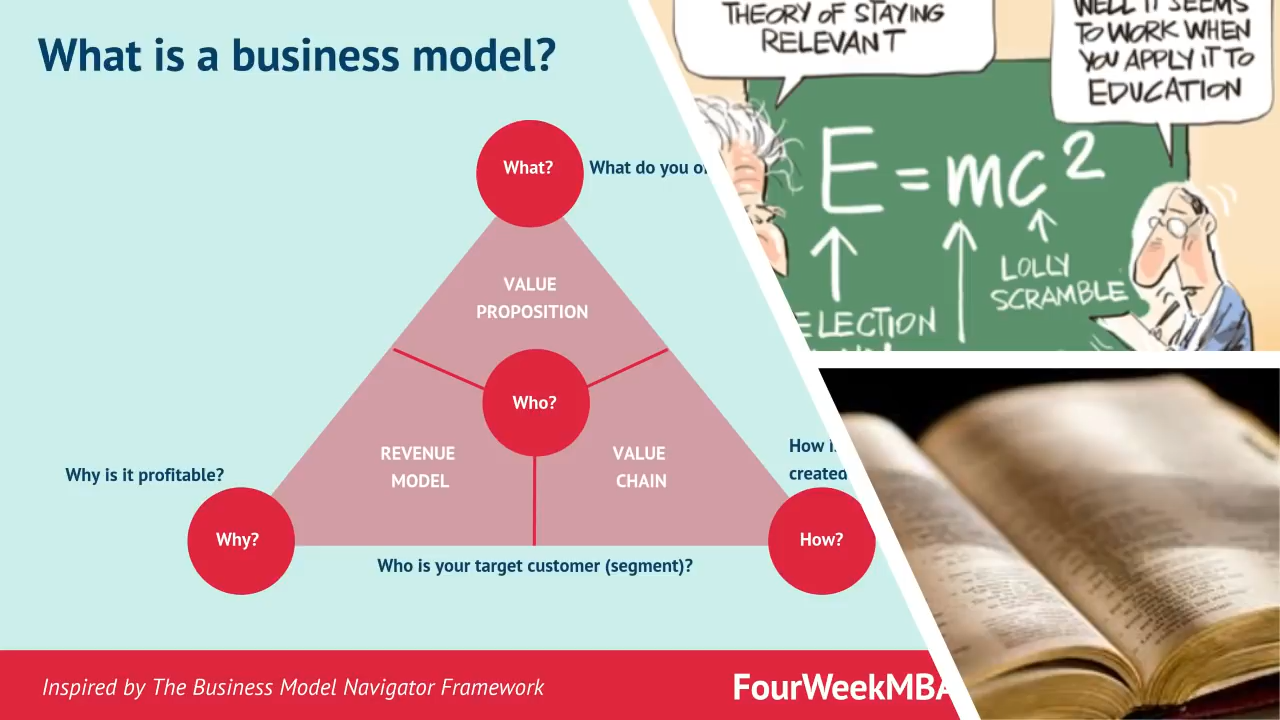 What is a business model?
What?
What do you
VALUE
PROPOSITION
Who?
REVENUE
MODEL
VALUE
CHAIN
Why is it profitable?
How
created
Why?
How?
Who is your target customer (segment)?
Inspired by The Business Model Navigator Framework
FourWeekMBA
THEORY OF STAYING
RELEVANT
WELL IT SEEMS
TO WORK WHEN
YOU APPLY IT TO
EDUCATION
E = mc2
LOLLY
SCRAMBLE
ELECTION